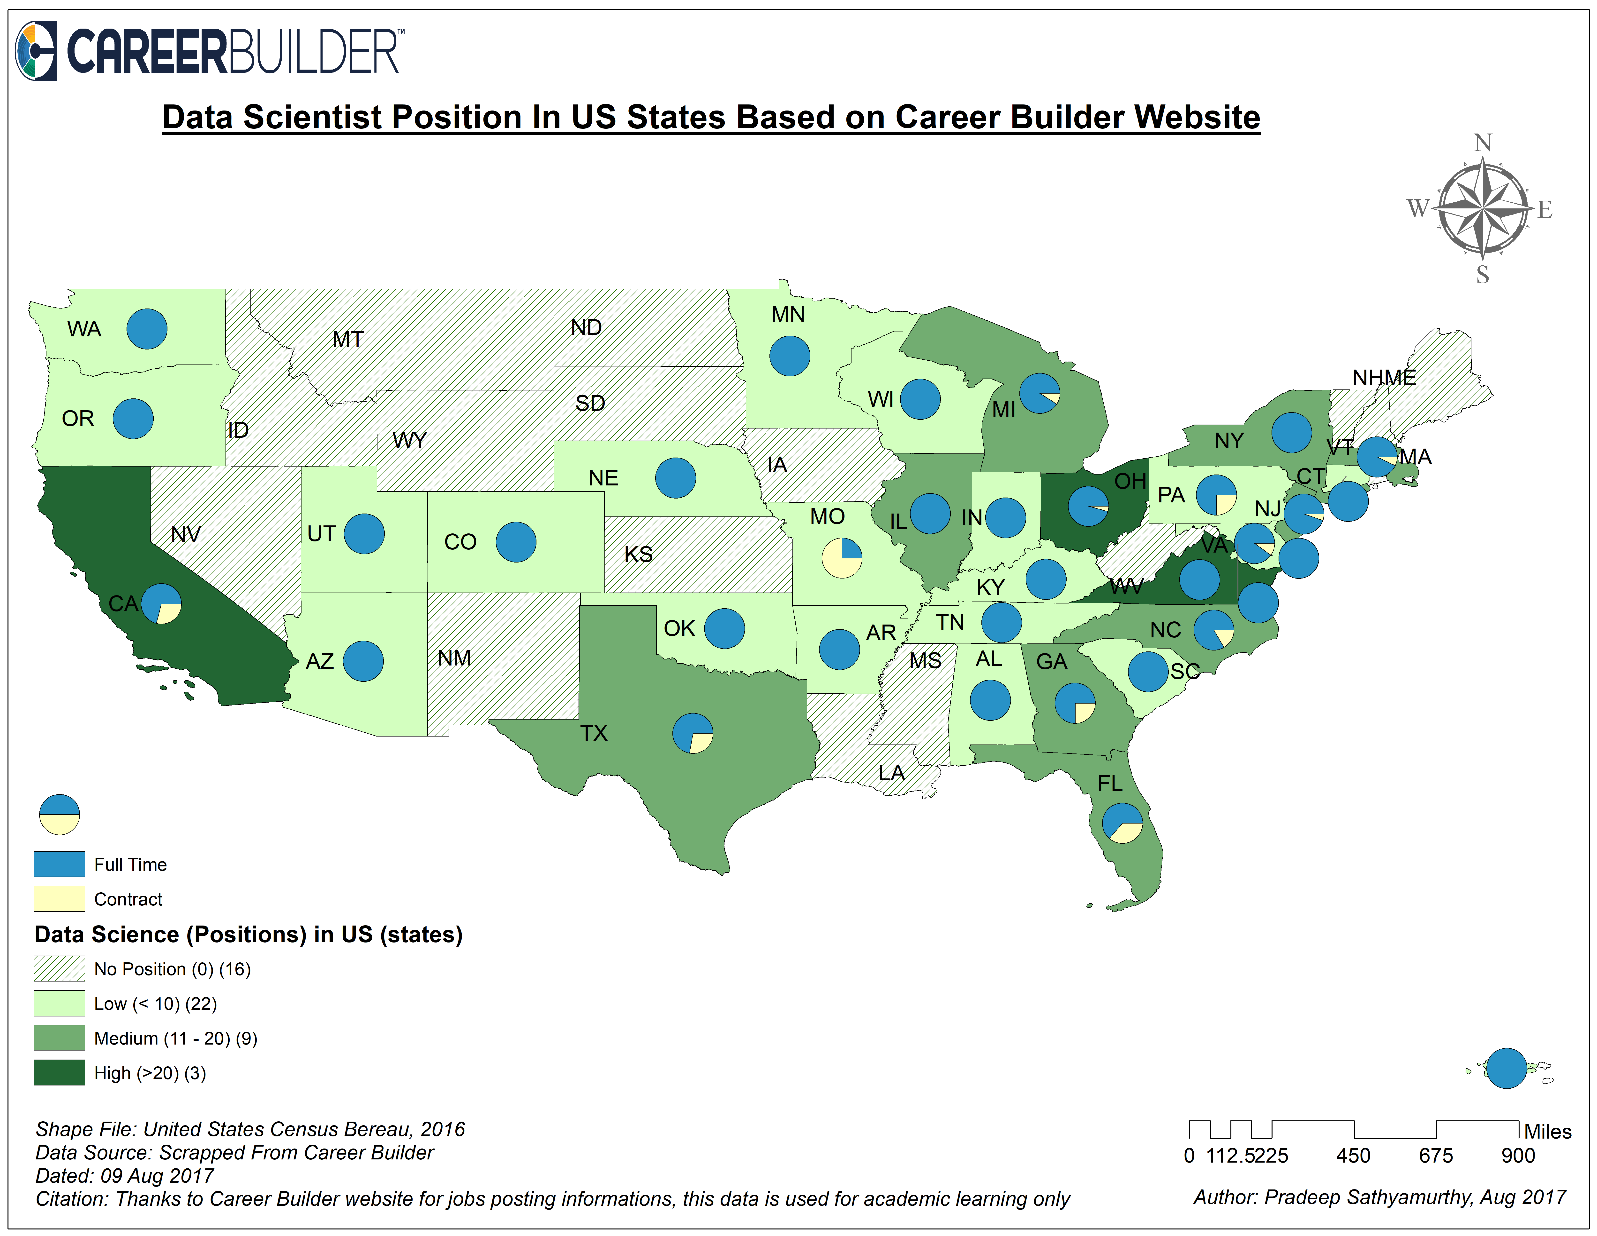 CAREERBUILDER™
Data Scientist Position In US States Based on Career Builder Website
N
W E
S
WA
MT
ND
MN
OR
ID
WY
SD
WI
MI
NY
VT
NH
ME
MA
CT
NE
IA
IL
IN
OH
PA
NJ
NV
UT
CO
KS
MO
KY
WV
VA
CA
AZ
NM
OK
AR
TN
NC
TX
LA
MS
AL
GA
SC
FL
Full Time
Contract
Data Science (Positions) in US (states)
No Position (0) (16)
Low (< 10) (22)
Medium (11 - 20) (9)
High (>20) (3)
Shape File: United States Census Bereau, 2016
Data Source: Scrapped From Career Builder
Dated: 09 Aug 2017
Citation: Thanks to Career Builder website for jobs posting informations, this data is used for academic learning only
Miles
0 112.5225 450 675 900
Author: Pradeep Sathyamurthy, Aug 2017